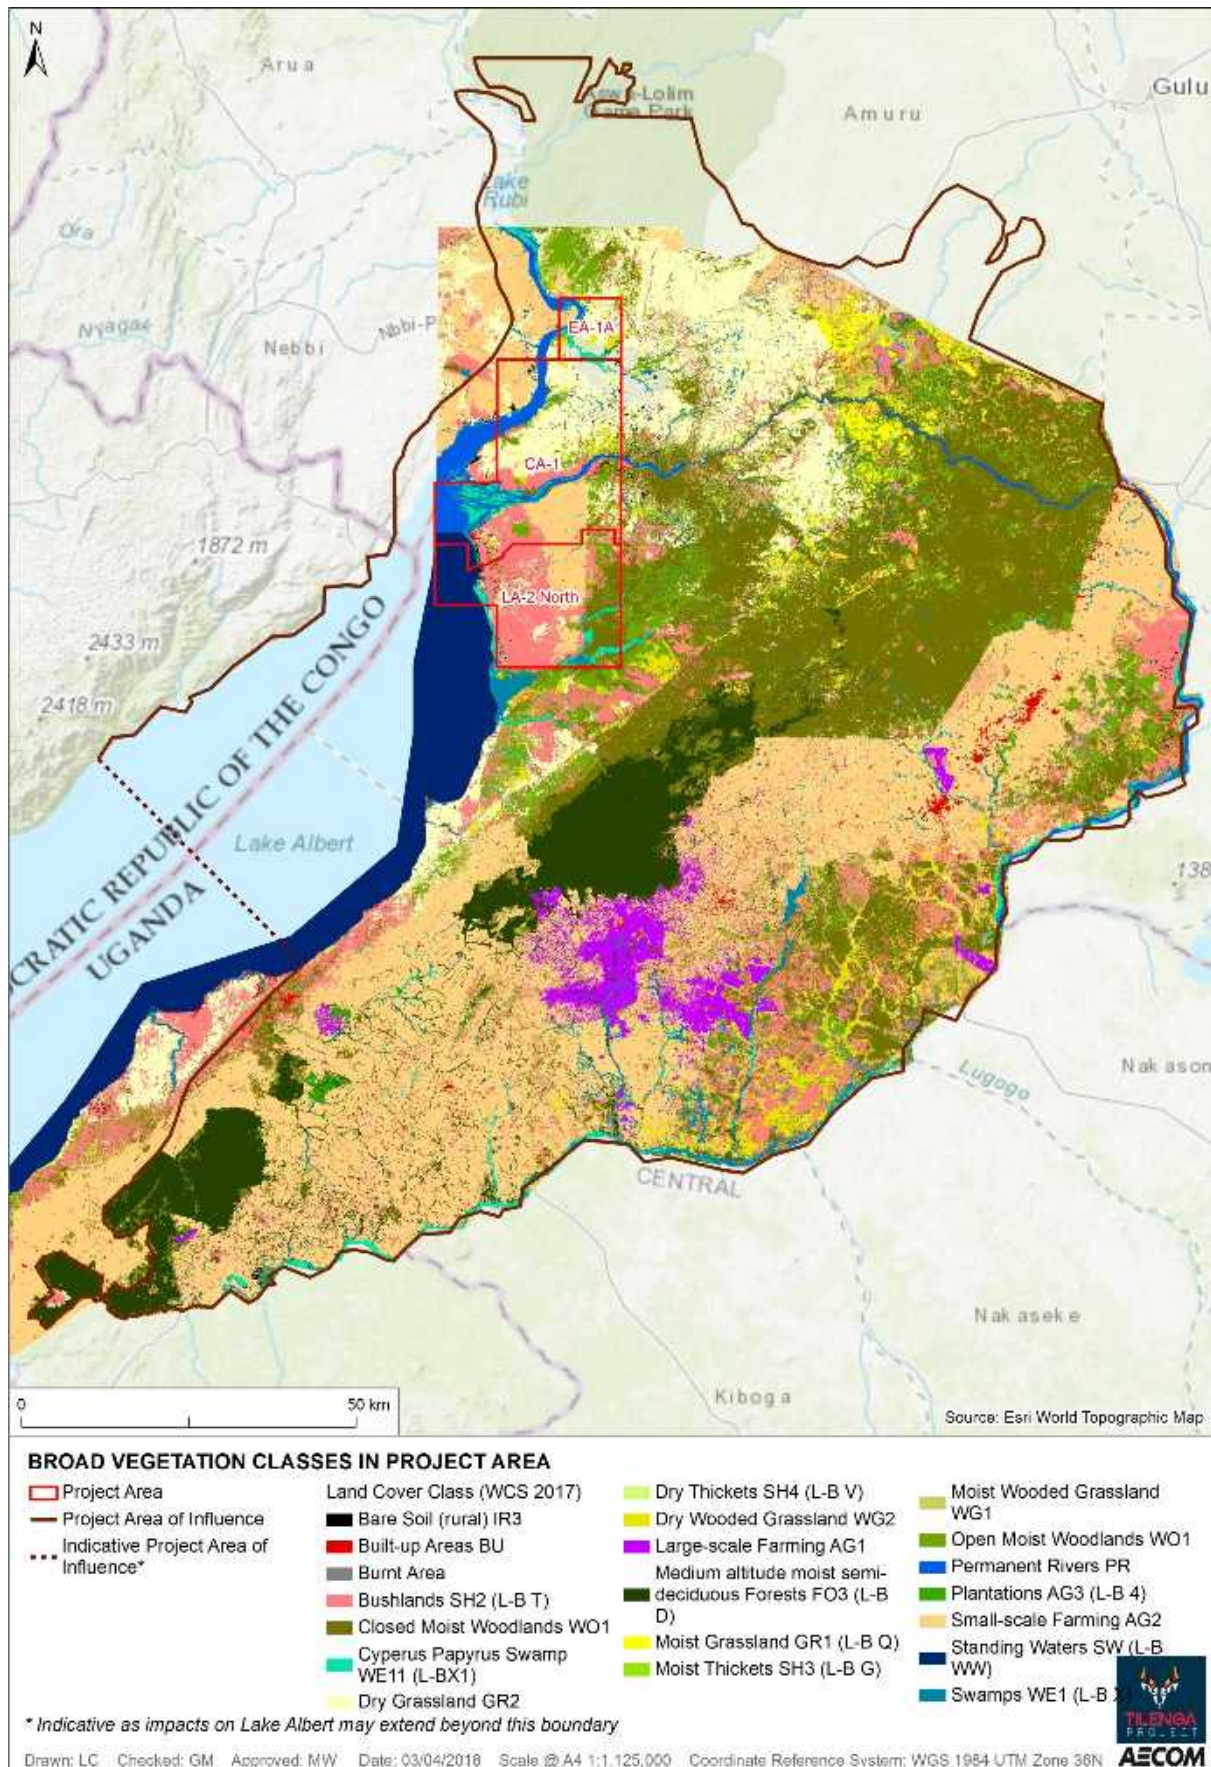 N
Arua
Aswa-Lolim
Game Park
Gulu
Amuru
Lake
Rubi
Ora
Nyagak
Nebbi
EA-1A
CA-1
1872 m
LA-2 North
2433 m
2418 m
OCRATIC REPUBLIC OF THE CONGO
UGANDA
Lake Albert
138
Nakason
Lugogo
CENTRAL
Nakaseke
Kiboga
0 50 km
Source: Esri World Topographic Map
BROAD VEGETATION CLASSES IN PROJECT AREA
Project Area
Project Area of Influence
Indicative Project Area of
Influence*
Land Cover Class (WCS 2017)
Bare Soil (rural) IR3
Built-up Areas BU
Burnt Area
Bushlands SH2 (L-B T)
Closed Moist Woodlands WO1
Cyperus Papyrus Swamp
WE11 (L-BX1)
Dry Grassland GR2
Dry Thickets SH4 (L-B V)
Dry Wooded Grassland WG2
Large-scale Farming AG1
Medium altitude moist semi-
deciduous Forests FO3 (L-B
D)
Moist Grassland GR1 (L-B Q)
Moist Thickets SH3 (L-B G)
Moist Wooded Grassland
WG1
Open Moist Woodlands WO1
Permanent Rivers PR
Plantations AG3 (L-B 4)
Small-scale Farming AG2
Standing Waters SW (L-B
WW)
Swamps WE1 (L-B X)
* Indicative as impacts on Lake Albert may extend beyond this boundary
TILENGA
PROJECT
Drawn: LC Checked: GM Approved: MW Date: 03/04/2018 Scale @ A4 1:1,125,000 Coordinate Reference System: WGS 1984 UTM Zone 36N
AECOM